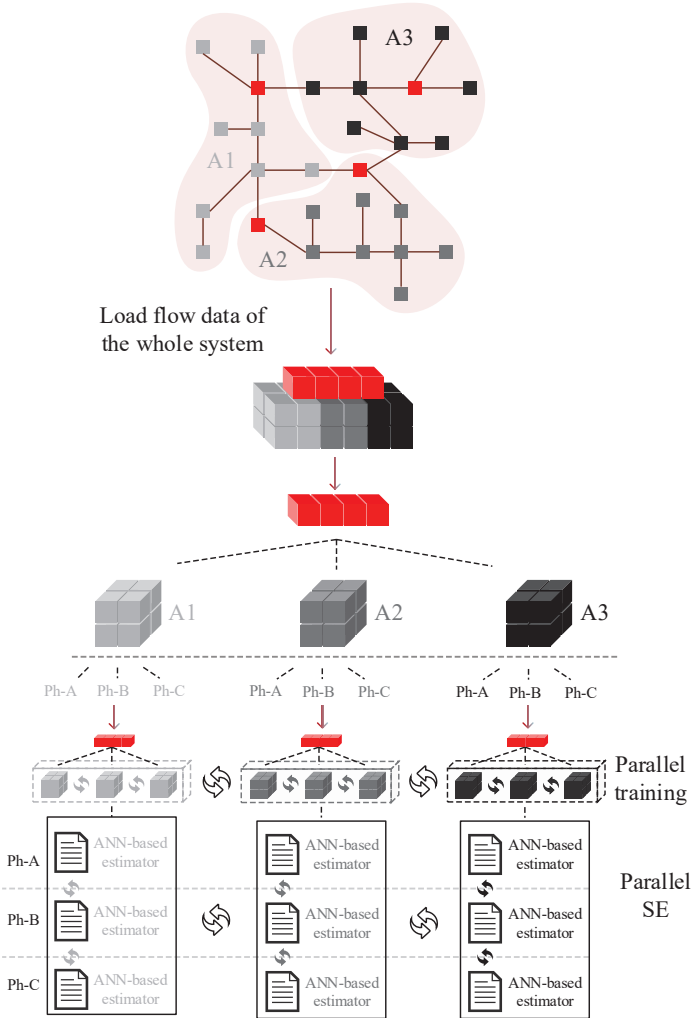 A3
A1
A2
Load flow data of
the whole system
A1
A2
A3
Ph-A
Ph-B
Ph-C
Ph-A
Ph-B
Ph-C
Ph-A
Ph-B
Ph-C
Parallel
training
Ph-A
ANN-based
estimator
ANN-based
estimator
ANN-based
estimator
Parallel
SE
Ph-B
ANN-based
estimator
ANN-based
estimator
ANN-based
estimator
Ph-C
ANN-based
estimator
ANN-based
estimator
ANN-based
estimator